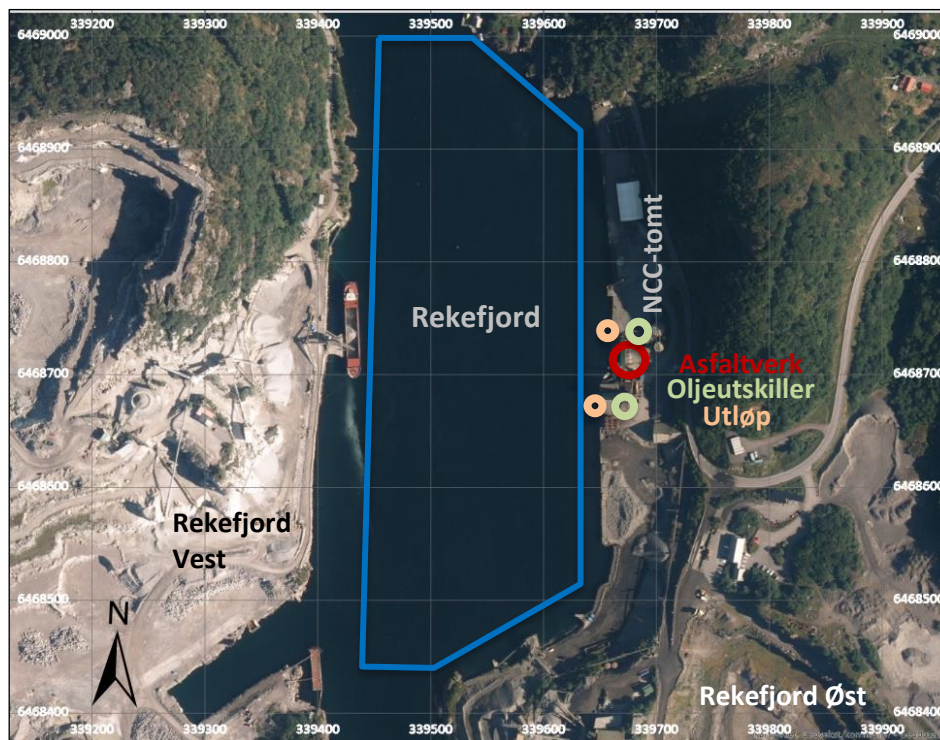 339200 339300 339400 339500 339600 339700 339800 339900
6469000 6469000
6468900 6468900
6468800 6468800
NCC-tomt
Rekefjord
6468700 6468700
Asfaltverk
Oljeutskiller
Utløp
6468600 6468600
Rekefjord
Vest
6468500 6468500
N
Rekefjord Øst
6468400 6468400
339200 339300 339400 339500 339600 339700 339800 339900